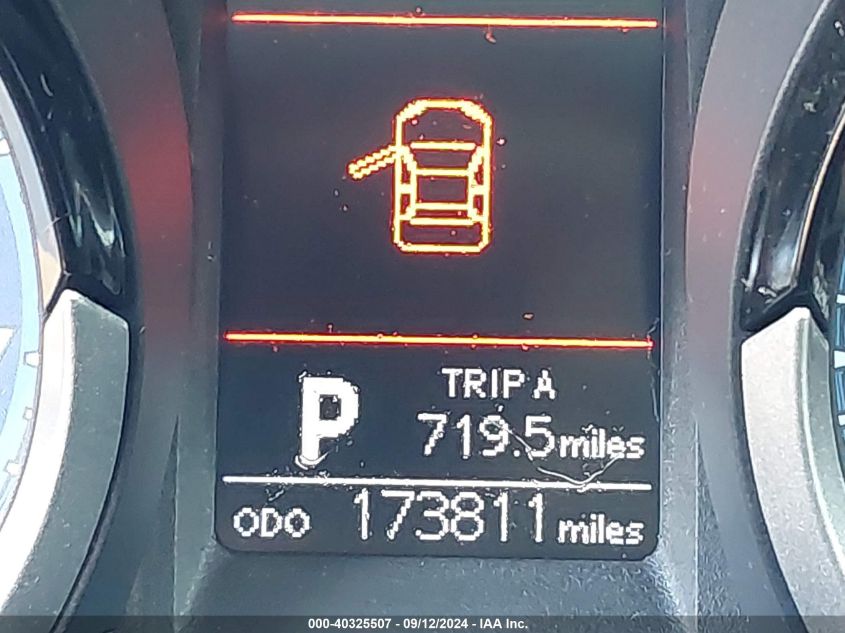 P
TRIP A
719.5 miles
ODO 173811 miles
000-40325507 - 09/12/2024 - IAA Inc.